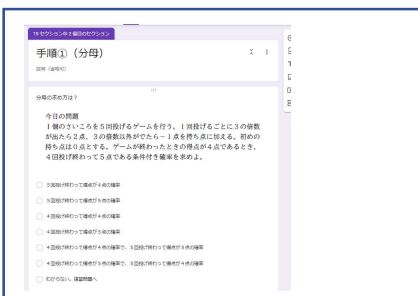 19 セクション中 2 個目のセクション
手順①（分母）
説明（省略可）
分母の求め方は？
今日の問題
１個のさいころを５回投げるゲームを行う。１回投げるごとに３の倍数
が出たら２点、３の倍数以外がでたら－１点を持ち点に加える。初めの
持ち点は０点とする。ゲームが終わったときの得点が４点であるとき、
４回投げ終わって５点である条件付き確率を求めよ。
５回投げ終わって得点が４点の確率
５回投げ終わって得点が５点の確率
４回投げ終わって得点が４点の確率
４回投げ終わって得点が５点の確率
４回投げ終わって得点が４点の確率で、５回投げ終わって得点が５点の確率
４回投げ終わって得点が５点の確率で、５回投げ終わって得点が４点の確率
わからない。復習問題へ